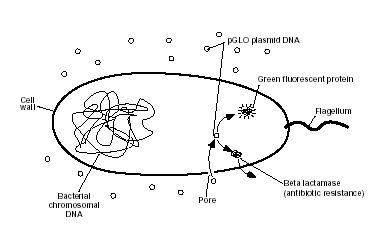 pGLO plasmid DNA
Green fluorescent protein
Cell
wall
Flagellum
Beta lactamase
(antibiotic resistance)
Bacterial
chromosomal
DNA
Pore